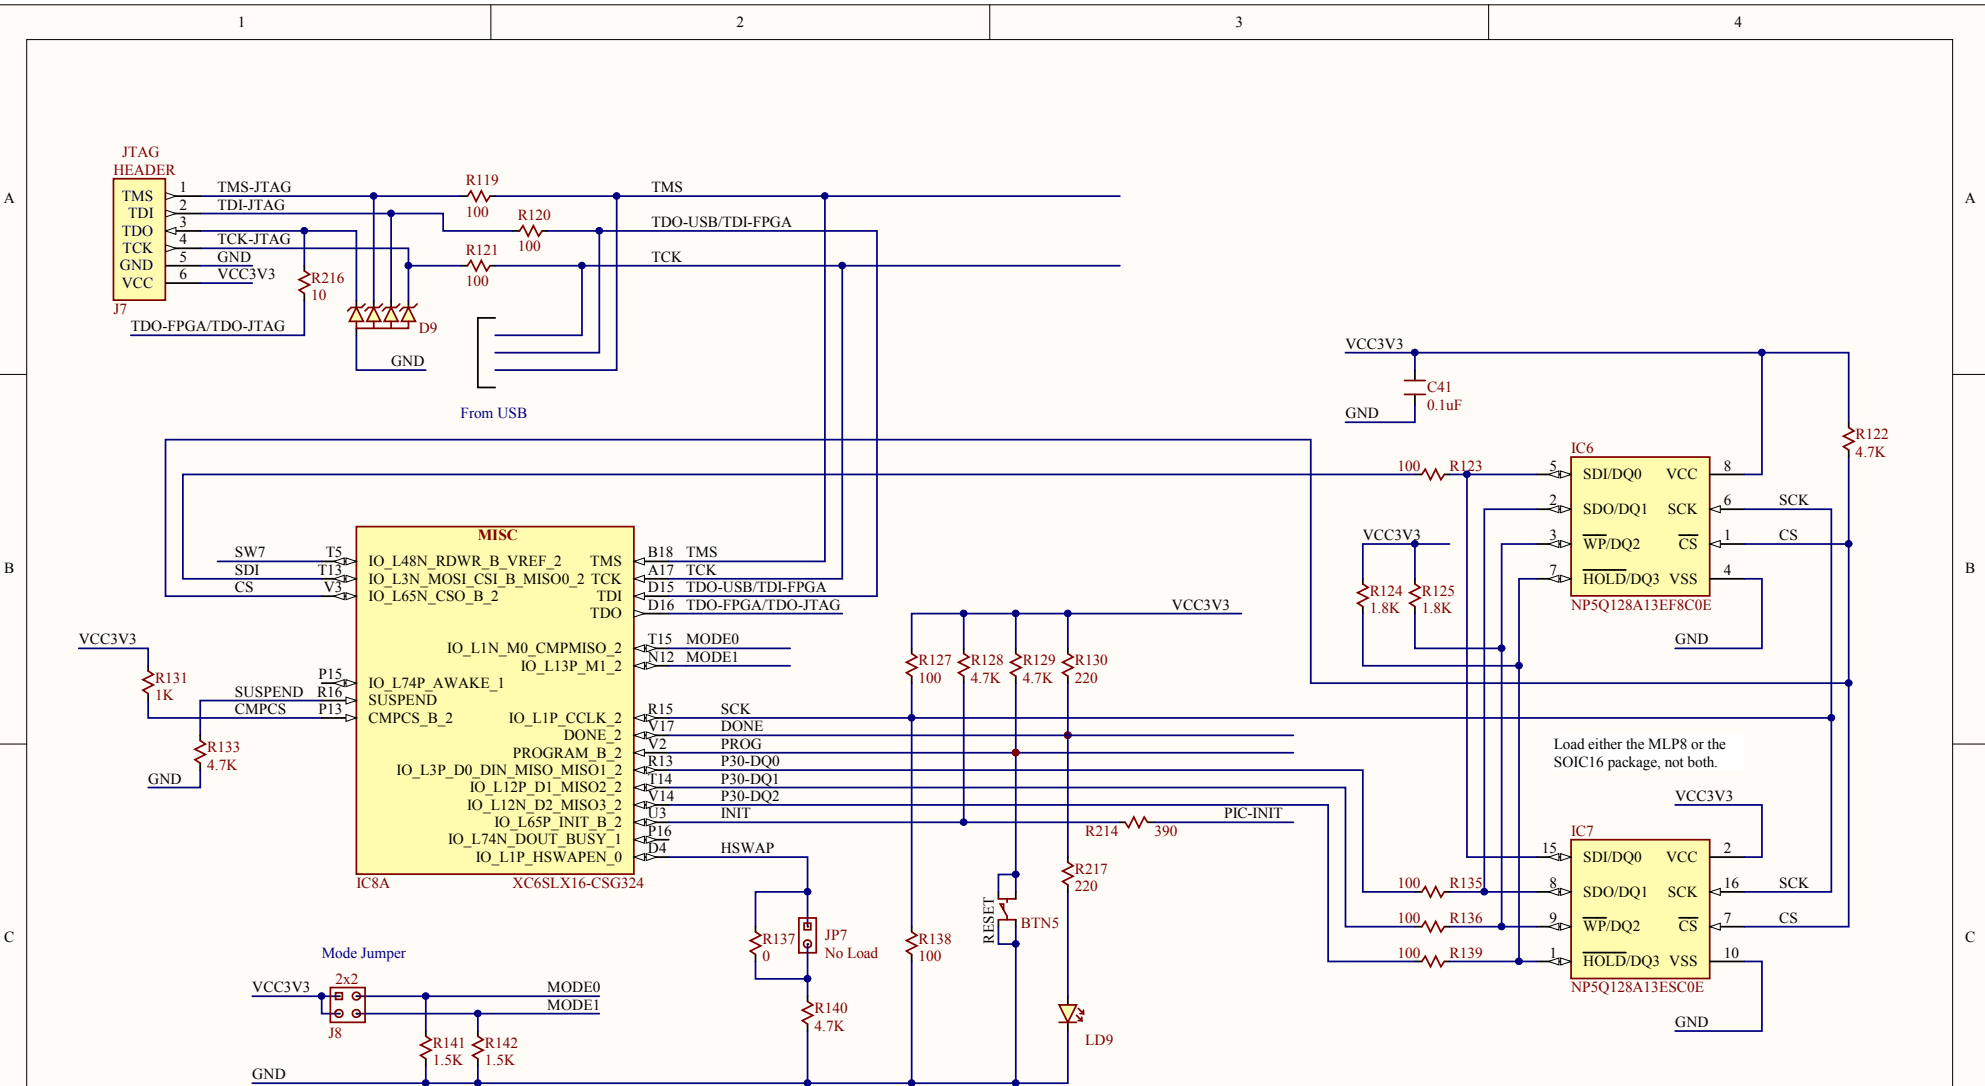 1 2 3 4
A A
JTAG
HEADER
TMS 1 TMS-JTAG R119 100 TMS
TDI 2 TDI-JTAG R120 100 TDO-USB/TDI-FPGA
TDO 3
TCK 4 TCK-JTAG R121 100 TCK
GND 5 GND
VCC 6 VCC3V3
J7
R216
10
TDO-FPGA/TDO-JTAG
D9
GND
From USB
VCC3V3
C41
0.1uF
GND
R122
4.7K
B B
IC6
100 R123
5 SDI/DQ0 VCC 8
2 SDO/DQ1 SCK 6 SCK
3 WP/DQ2 CS 1 CS
7 HOLD/DQ3 VSS 4
NP5Q128A13EF8C0E
GND
VCC3V3
R124
1.8K
R125
1.8K
MISC
SW7 T5 IO_L48N_RDWR_B_VREF_2 TMS B18 TMS
SDI T13 IO_L3N_MOSI_CSI_B_MISO0_2 TCK A17 TCK
CS V3 IO_L65N_CSO_B_2 TDI D15 TDO-USB/TDI-FPGA
TDO D16 TDO-FPGA/TDO-JTAG
IO_L1N_M0_CMPMISO_2 T15 MODE0
IO_L13P_M1_2 N12 MODE1
P15 IO_L74P_AWAKE_1
SUSPEND R16 SUSPEND
CMPCS P13 CMPCS_B_2 IO_L1P_CCLK_2 R15 SCK
DONE_2 V17 DONE
PROGRAM_B_2 V2 PROG
IO_L3P_D0_DIN_MISO_MISO1_2 R13 P30-DQ0
IO_L12P_D1_MISO2_2 T14 P30-DQ1
IO_L12N_D2_MISO3_2 V14 P30-DQ2
IO_L65P_INIT_B_2 U3 INIT
IO_L74N_DOUT_BUSY_1 P16
IO_L1P_HSWAPEN_0 D4 HSWAP
IC8A XC6SLX16-CSG324
VCC3V3
R131
1K
R133
4.7K
GND
VCC3V3
R127
100
R128
4.7K
R129
4.7K
R130
220
R214 390 PIC-INIT
R217
220
RESET
BTN5
R137
0
JP7
No Load
R138
100
R140
4.7K
LD9
Load either the MLP8 or the
SOIC16 package, not both.
VCC3V3
C C
IC7
15 SDI/DQ0 VCC 2
100 R135 8 SDO/DQ1 SCK 16 SCK
100 R136 9 WP/DQ2 CS 7 CS
100 R139 1 HOLD/DQ3 VSS 10
NP5Q128A13ESC0E
GND
Mode Jumper
2x2
VCC3V3 MODE0
MODE1
J8
R141
1.5K
R142
1.5K
GND